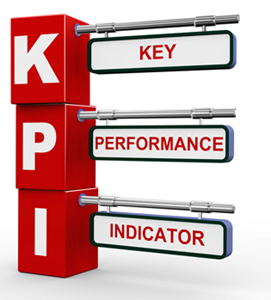 K KEY
P PERFORMANCE
I INDICATOR